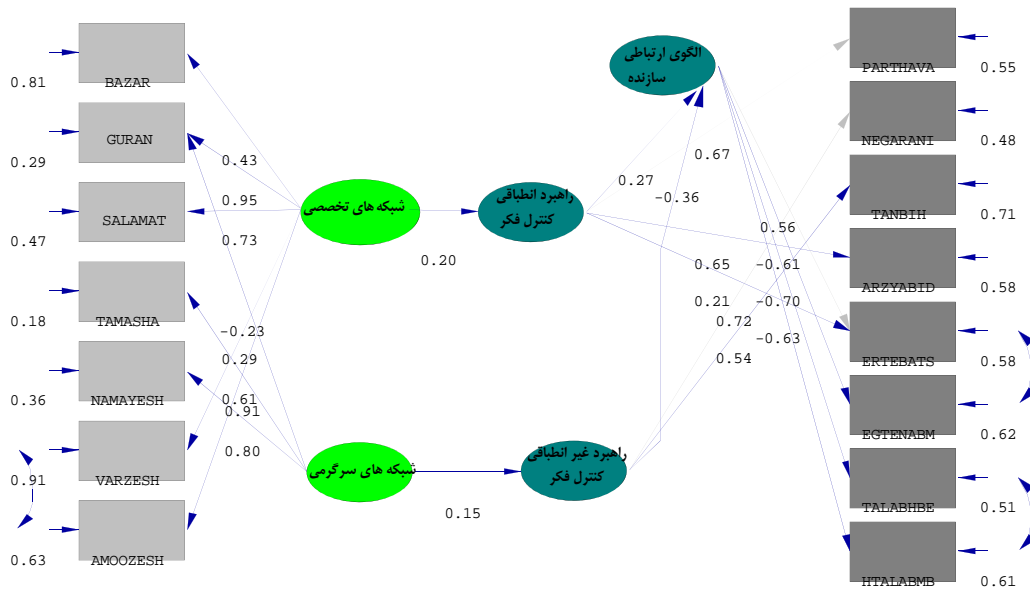 BAZAR
0.81
GURAN
0.29
SALAMAT
0.47
TAMASHA
0.18
NAMAYESH
0.36
VARZESH
0.91
AMOOZESH
0.63
0.43
0.95
0.73
-0.23
0.29
0.61
0.91
0.80
شبکه های تخصصی
شبکه های سرگرمی
0.20
0.15
راهبرد انطباقی
کنترل فکر
راهبرد غیر انطباقی
کنترل فکر
الگوی ارتباطی
سازنده
0.27
0.67
-0.36
0.56
0.65
-0.61
0.21
-0.70
0.72
-0.63
0.54
PARTHAVA
0.55
NEGARANI
0.48
TANBIH
0.71
ARZYABID
0.58
ERTEBATS
0.58
EGTENABM
0.62
TALABHBE
0.51
HTALABMB
0.61